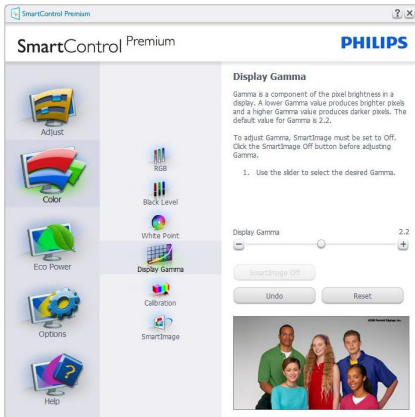 SmartControl Premium
SmartControl Premium
PHILIPS
Adjust
Color
Eco Power
Options
Help
RGB
Black Level
White Point
Display Gamma
Calibration
SmartImage
Display Gamma
Gamma is a component of the pixel brightness in a
display. A lower Gamma value produces brighter pixels
and a higher Gamma value produces darker pixels. The
default value for Gamma is 2.2.
To adjust Gamma, SmartImage must be set to Off.
Click the SmartImage Off button before adjusting
Gamma.
1. Use the slider to select the desired Gamma.
Display Gamma 2.2
SmartImage Off
Undo Reset